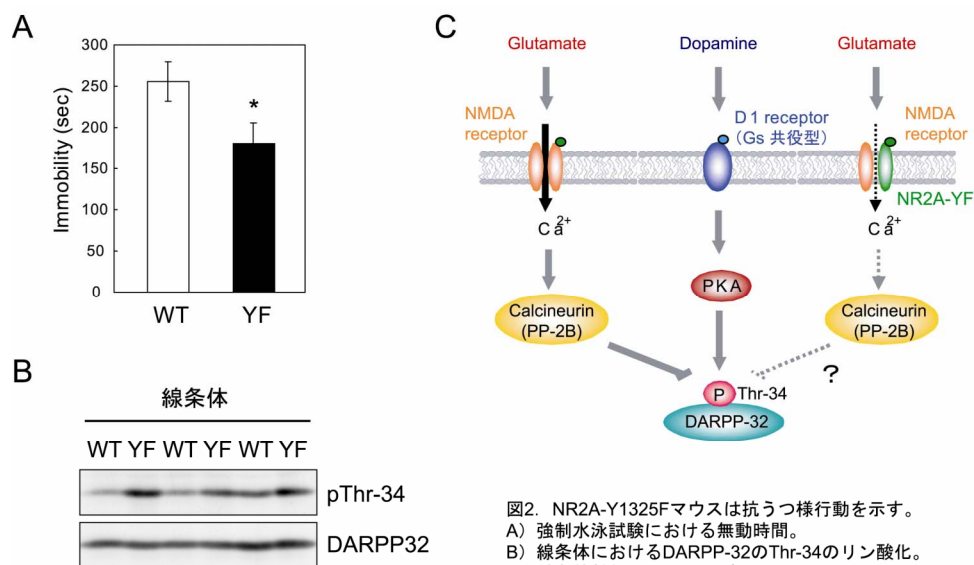 A
300
250
200
150
100
50
0
Immobility (sec)
*
WT YF
B
線条体
WT YF WT YF WT YF
pThr-34
DARPP32
C
Glutamate Dopamine Glutamate
NMDA
receptor
D1 receptor
(Gs 共役型)
NMDA
receptor
NR2A-YF
Ca2+
Ca2+
PKA
Calcineurin
(PP-2B)
Calcineurin
(PP-2B)
?
P Thr-34
DARPP-32
図2. NR2A-Y1325Fマウスは抗うつ様行動を示す。
A) 強制水泳試験における無動時間。
B) 線条体におけるDARPP-32のThr-34のリン酸化。